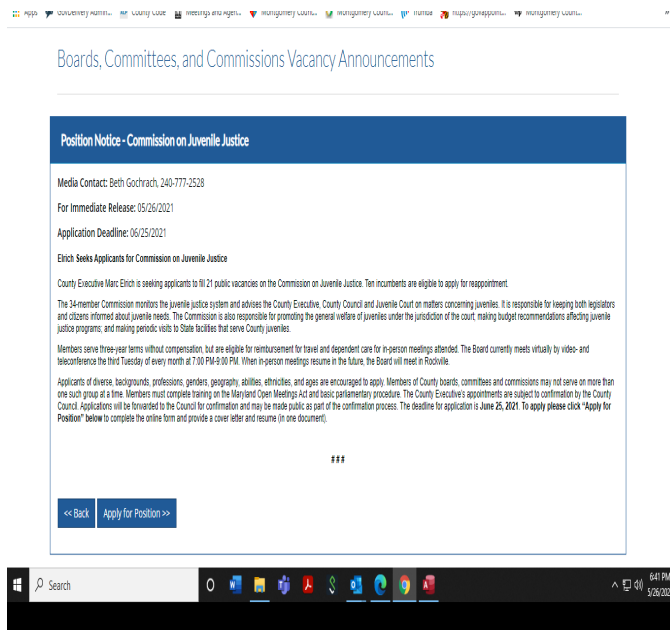 Apps GovDelivery Admin... County Code Meetings and Agen... Montgomery Coun... Montgomery Coun... Trumba https://govappoint... Montgomery Coun... »
Boards, Committees, and Commissions Vacancy Announcements
Position Notice - Commission on Juvenile Justice
Media Contact: Beth Gochrach, 240-777-2528
For Immediate Release: 05/26/2021
Application Deadline: 06/25/2021
Elrich Seeks Applicants for Commission on Juvenile Justice
County Executive Marc Elrich is seeking applicants to fill 21 public vacancies on the Commission on Juvenile Justice. Ten incumbents are eligible to apply for reappointment.
The 34-member Commission monitors the juvenile justice system and advises the County Executive, County Council and Juvenile Court on matters concerning juveniles. It is responsible for keeping both legislators
and citizens informed about juvenile needs. The Commission is also responsible for promoting the general welfare of juveniles under the jurisdiction of the court; making budget recommendations affecting juvenile
justice programs; and making periodic visits to State facilities that serve County juveniles.
Members serve three-year terms without compensation, but are eligible for reimbursement for travel and dependent care for in-person meetings attended. The Board currently meets virtually by video- and
teleconference the third Tuesday of every month at 7:00 PM-9:00 PM. When in-person meetings resume in the future, the Board will meet in Rockville.
Applicants of diverse, backgrounds, professions, genders, geography, abilities, ethnicities, and ages are encouraged to apply. Members of County boards, committees and commissions may not serve on more than
one such group at a time. Members must complete training on the Maryland Open Meetings Act and basic parliamentary procedure. The County Executive's appointments are subject to confirmation by the County
Council. Applications will be forwarded to the Council for confirmation and may be made public as part of the confirmation process. The deadline for application is June 25, 2021. To apply please click "Apply for
Position" below to complete the online form and provide a cover letter and resume (in one document).
###
<< Back Apply for Position >>
Search
6:41 PM
5/26/202